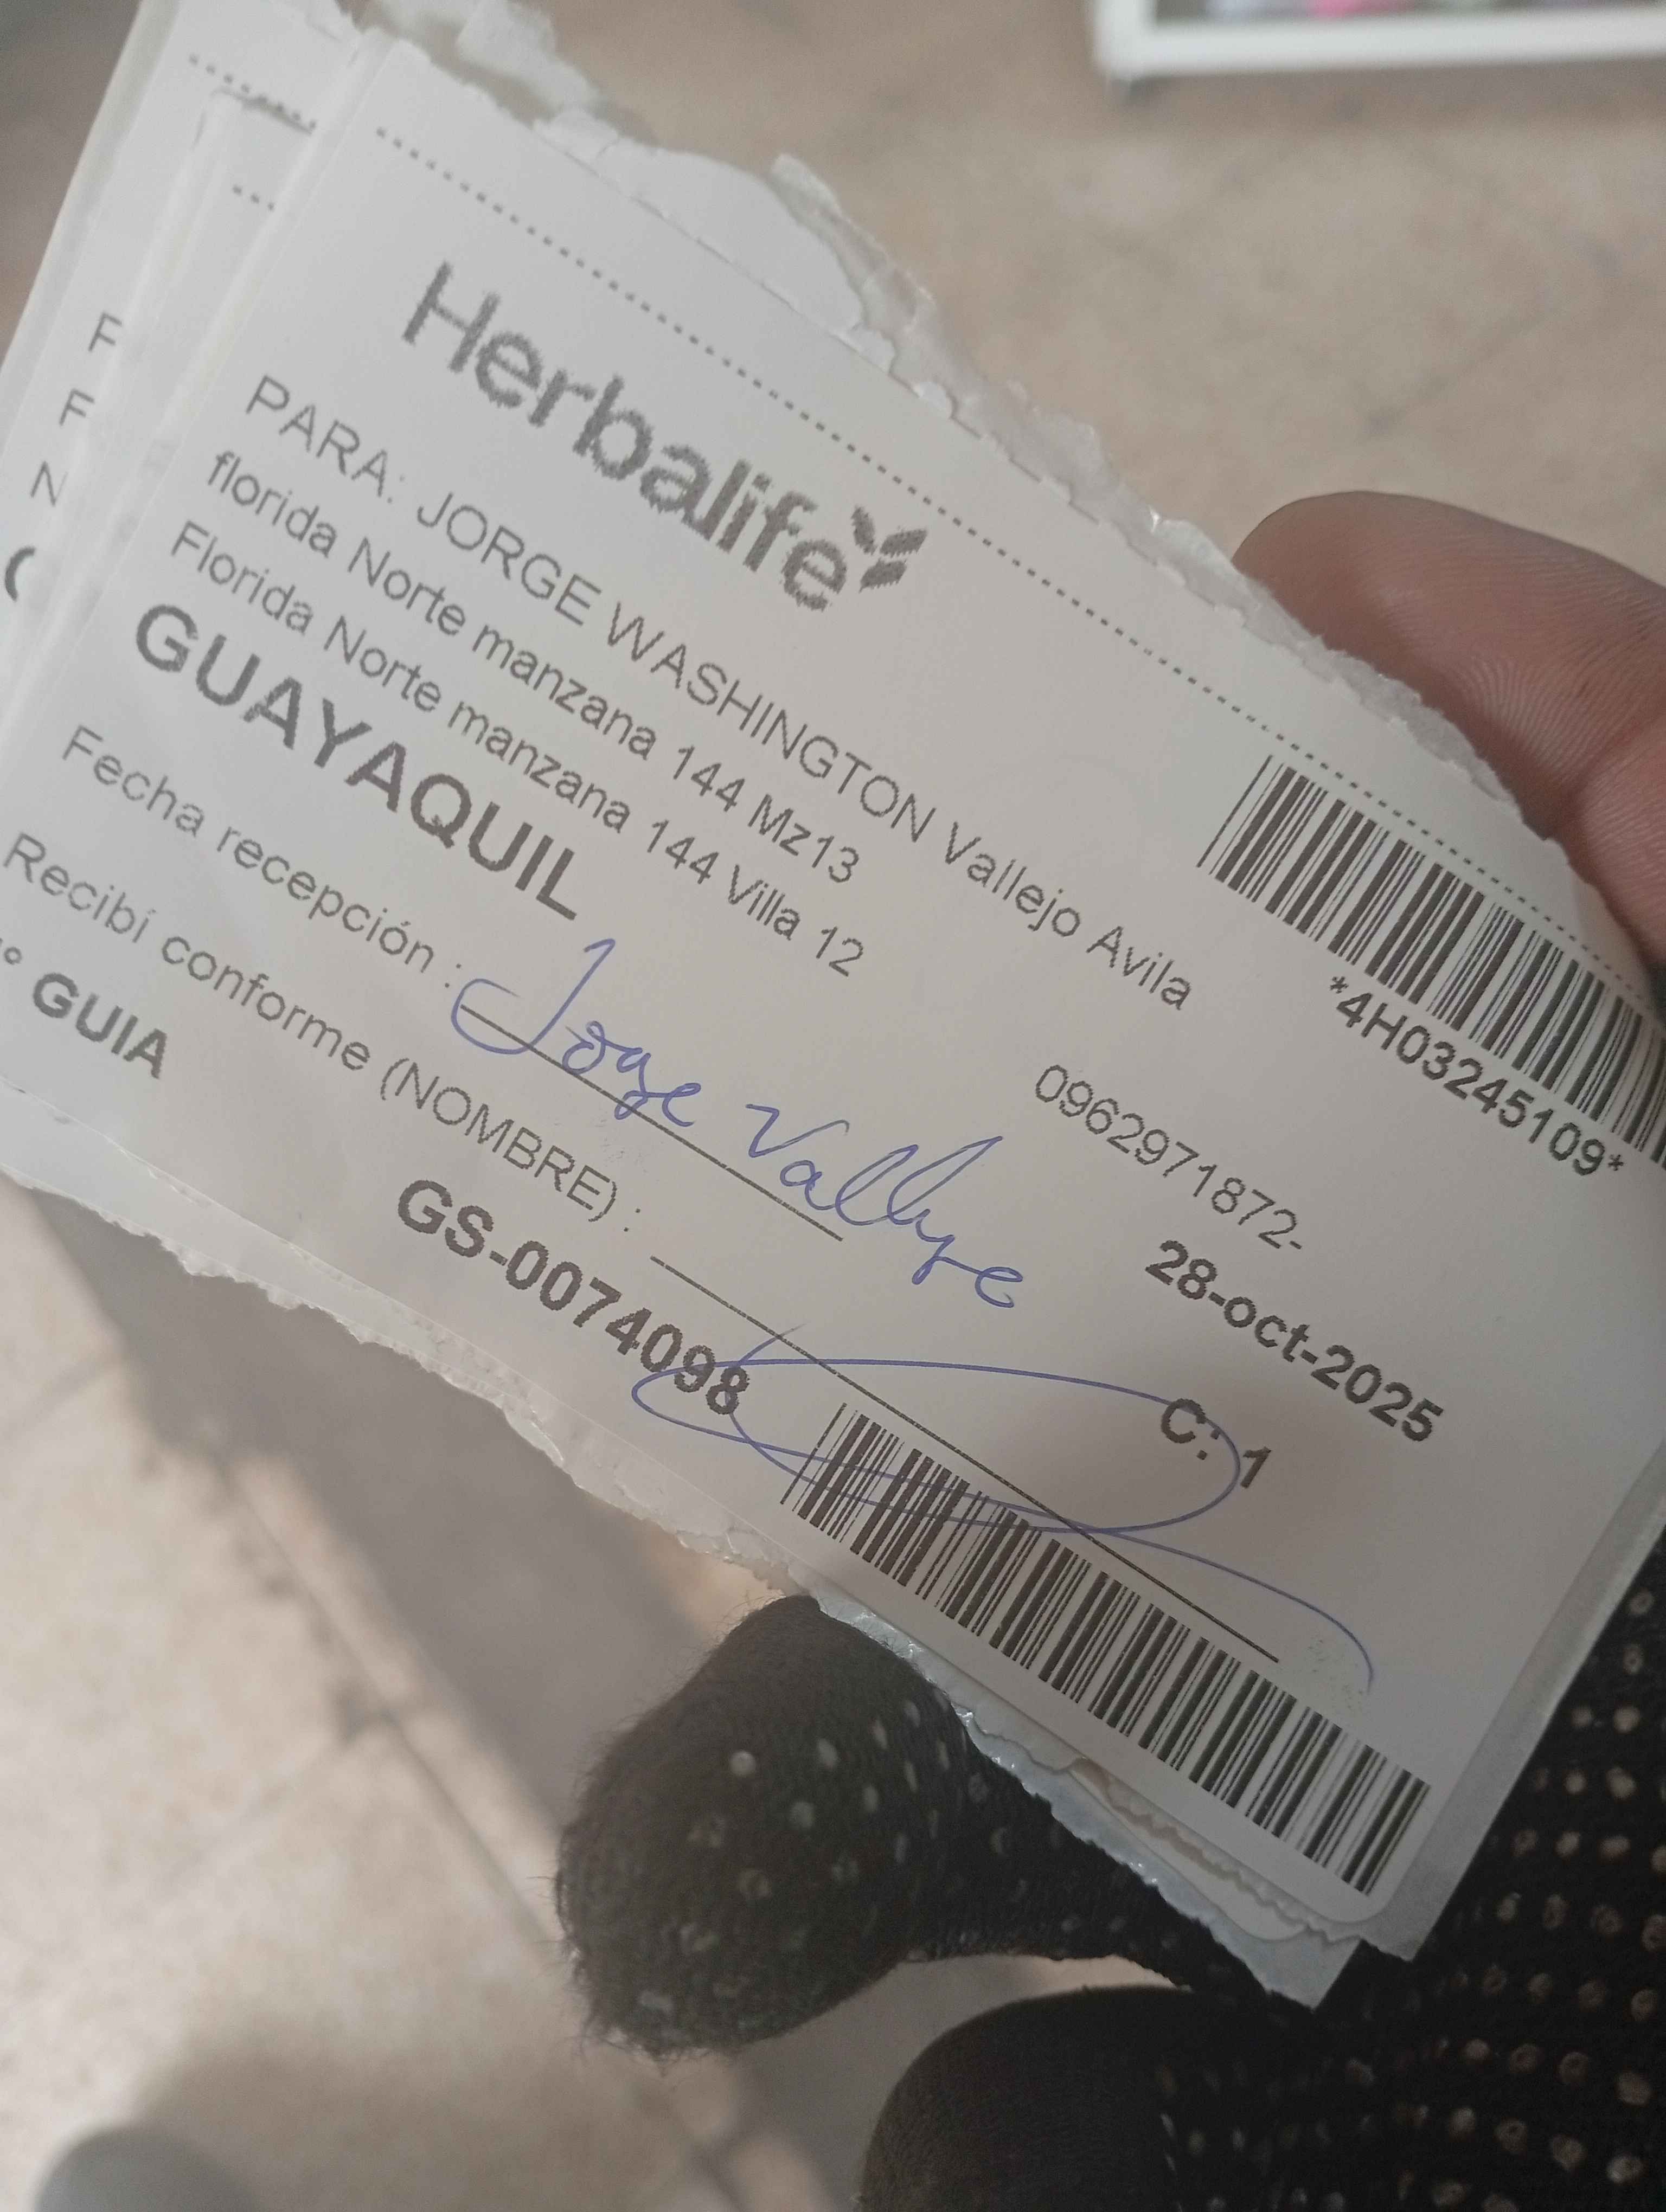 Herbalife
*4H03245109*
PARA: JORGE WASHINGTON Vallejo Avila
florida Norte manzana 144 Mz13
0962971872-
Florida Norte manzana 144 Villa 12
GUAYAQUIL
28-oct-2025
Fecha recepción : Jorge Vallejo
C: 1
Recibí conforme (NOMBRE) :
° GUIA
GS-0074098
F
F
N